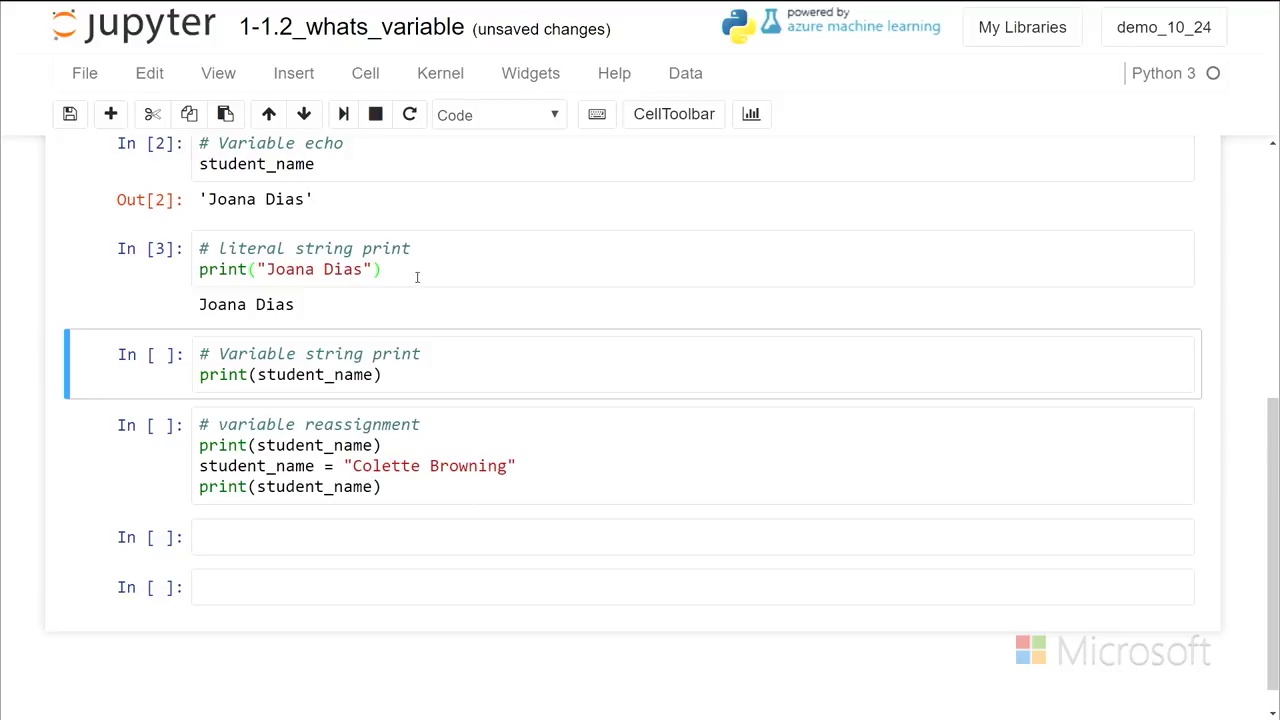 jupyter 1-1.2_whats_variable (unsaved changes)
powered by
azure machine learning
My Libraries
demo_10_24
File Edit View Insert Cell Kernel Widgets Help Data
Python 3
Code
CellToolbar
In [2]: # Variable echo
student_name
Out[2]: 'Joana Dias'
In [3]: # literal string print
print("Joana Dias")
Joana Dias
In [ ]: # Variable string print
print(student_name)
In [ ]: # variable reassignment
print(student_name)
student_name = "Colette Browning"
print(student_name)
In [ ]:
In [ ]:
Microsoft